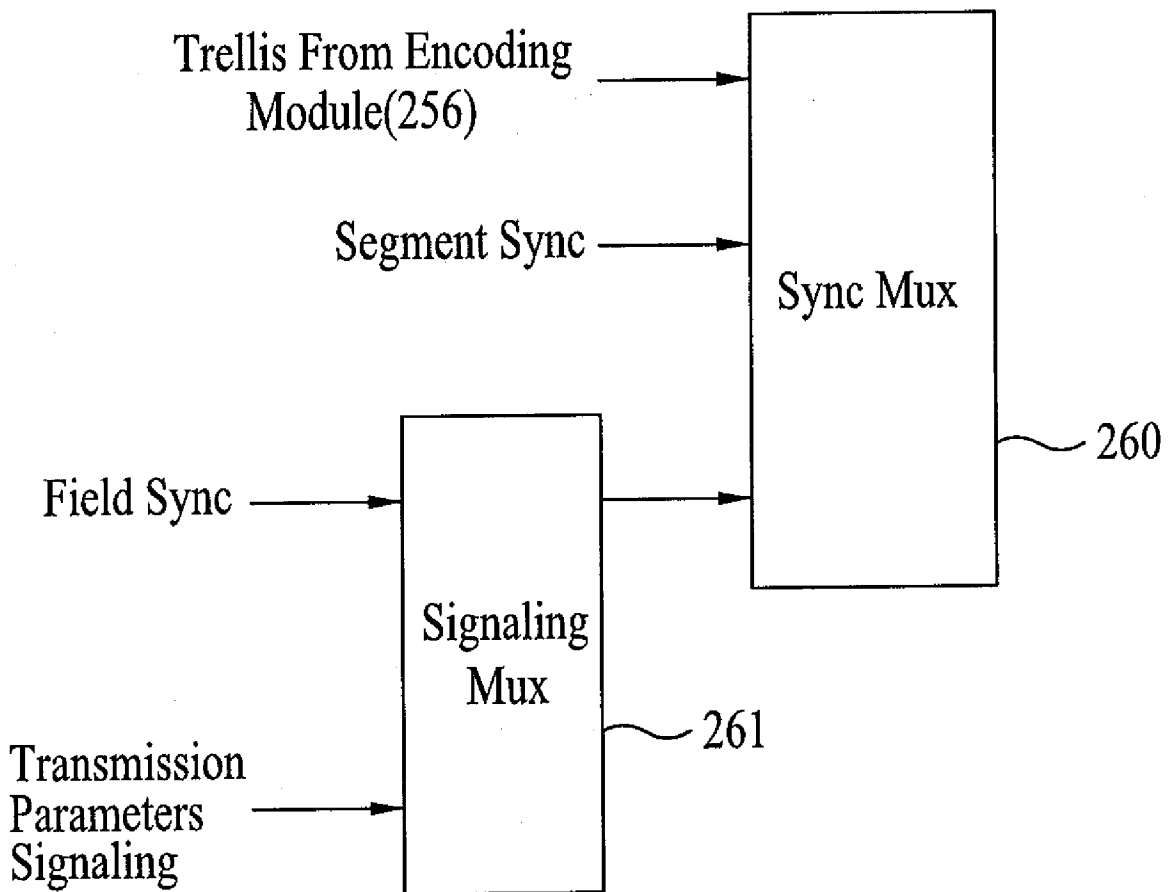 Trellis From Encoding
Module(256)
Segment Sync
Sync Mux
260
Field Sync
Signaling
Mux
261
Transmission
Parameters
Signaling